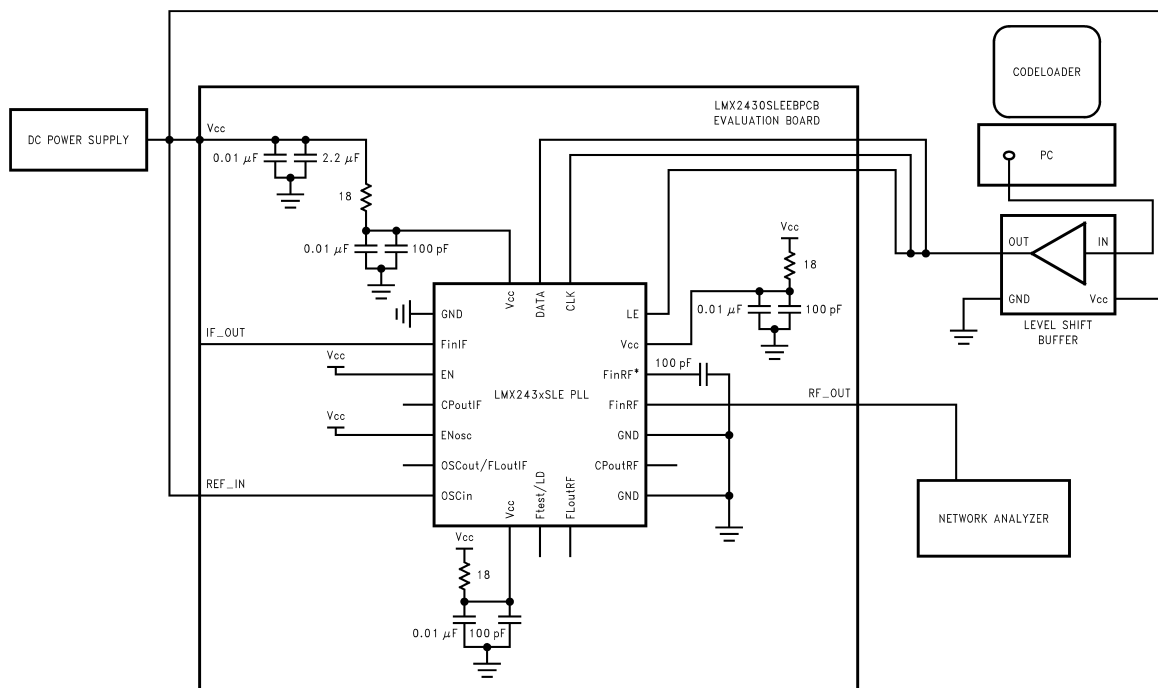 CODELOADER
LMX2430SLEEBPCB
EVALUATION BOARD
DC POWER SUPPLY
Vcc
PC
0.01 μF
2.2 μF
18
OUT
IN
0.01 μF
100 pF
Vcc
18
GND
Vcc
LEVEL SHIFT
BUFFER
Vcc
DATA
CLK
GND
LE
0.01 μF
100 pF
IF_OUT
FinIF
Vcc
Vcc
EN
FinRF*
100 pF
LMX243xSLE PLL
CPoutIF
FinRF
RF_OUT
Vcc
ENosc
GND
OSCout/FLoutIF
CPoutRF
REF_IN
OSCin
GND
Vcc
Ftest/LD
FLoutRF
NETWORK ANALYZER
Vcc
18
0.01 μF
100 pF